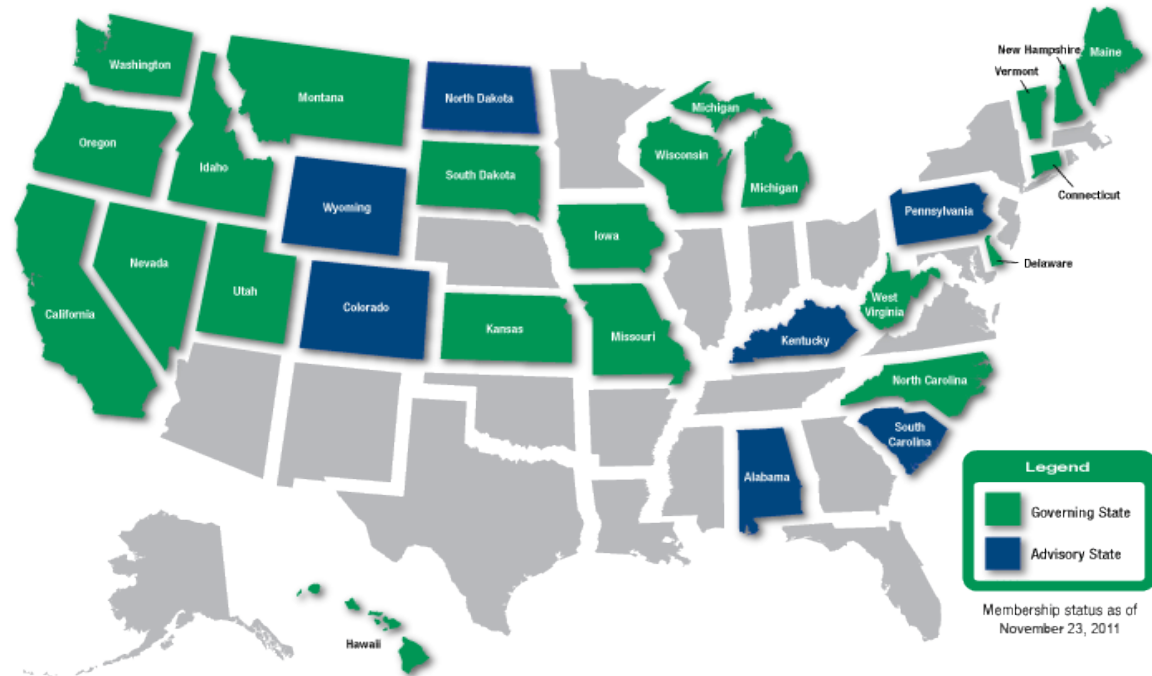 Washington
Montana
North Dakota
Michigan
New Hampshire
Maine
Vermont
Oregon
Idaho
South Dakota
Wisconsin
Michigan
Connecticut
Wyoming
Pennsylvania
Iowa
Nevada
Utah
Delaware
California
Colorado
Kansas
Missouri
West
Virginia
Kentucky
North Carolina
South
Carolina
Alabama
Hawaii
Legend
Governing State
Advisory State
Membership status as of
November 23, 2011